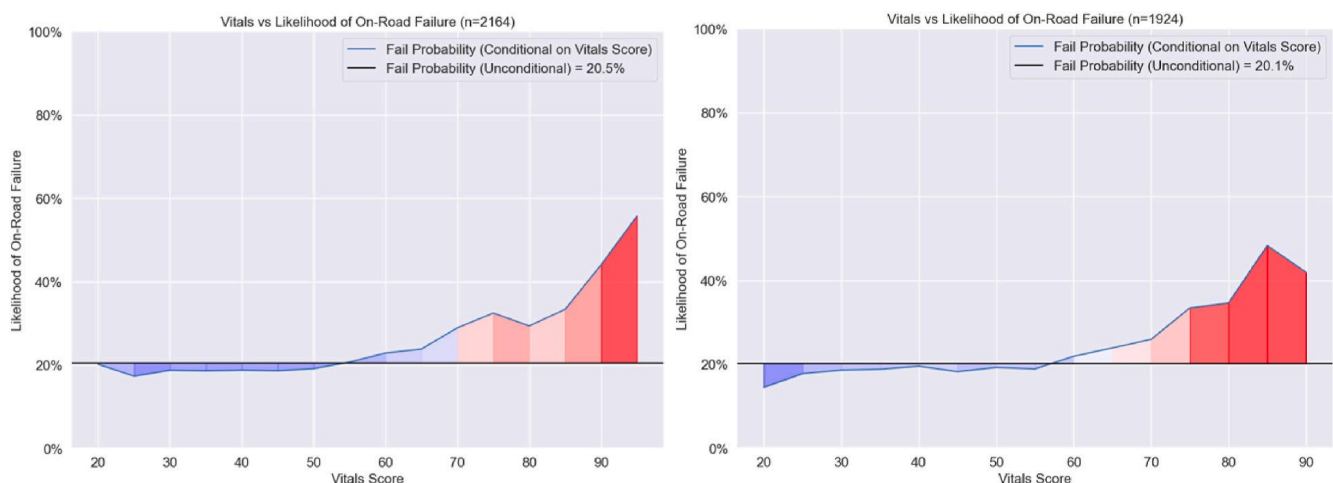 Vitals vs Likelihood of On-Road Failure (n=2164)
Fail Probability (Conditional on Vitals Score)
Fail Probability (Unconditional) = 20.5%
Likelihood of On-Road Failure
100%
80%
60%
40%
20%
0%
20 30 40 50 60 70 80 90
Vitals Score
Vitals vs Likelihood of On-Road Failure (n=1924)
Fail Probability (Conditional on Vitals Score)
Fail Probability (Unconditional) = 20.1%
Likelihood of On-Road Failure
100%
80%
60%
40%
20%
0%
20 30 40 50 60 70 80 90
Vitals Score